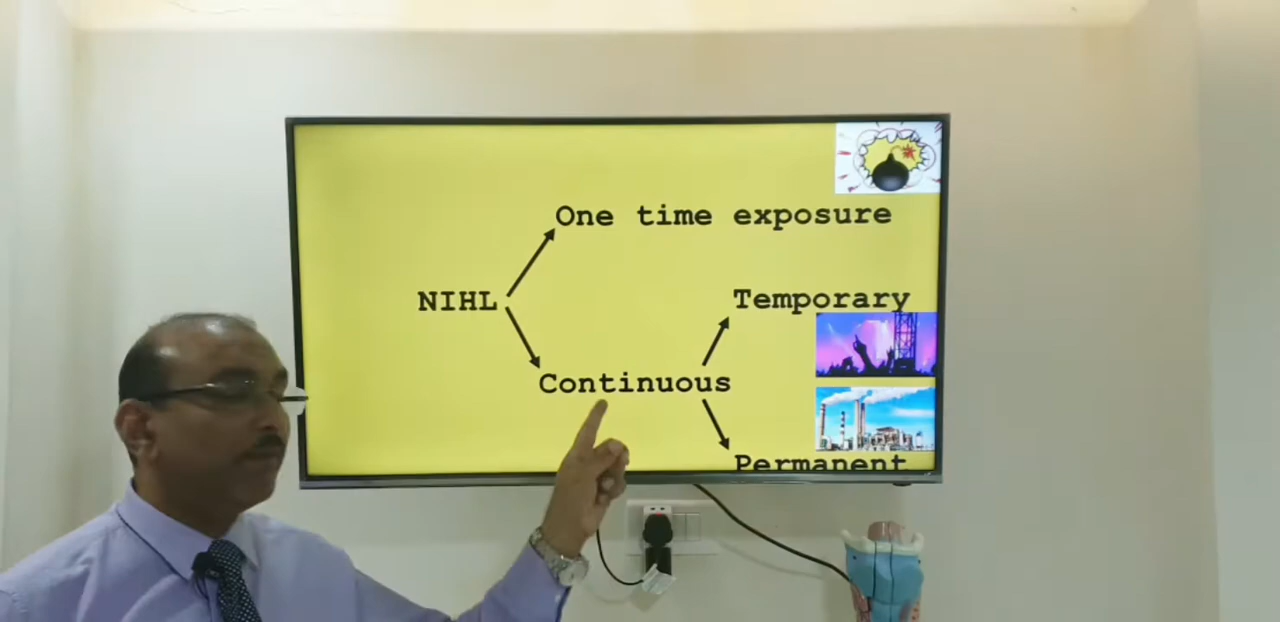 One time exposure
NIHL
Temporary
Continuous
Permanent